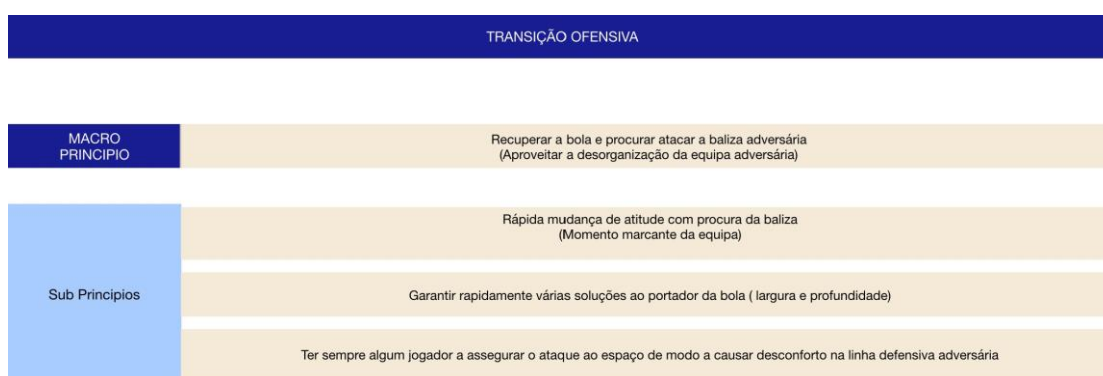 TRANSIÇÃO OFENSIVA
MACRO
PRINCIPIO
Recuperar a bola e procurar atacar a baliza adversária
(Aproveitar a desorganização da equipa adversária)
Rápida mudança de atitude com procura da baliza
(Momento marcante da equipa)
Sub Principios
Garantir rapidamente várias soluções ao portador da bola ( largura e profundidade)
Ter sempre algum jogador a assegurar o ataque ao espaço de modo a causar desconforto na linha defensiva adversária